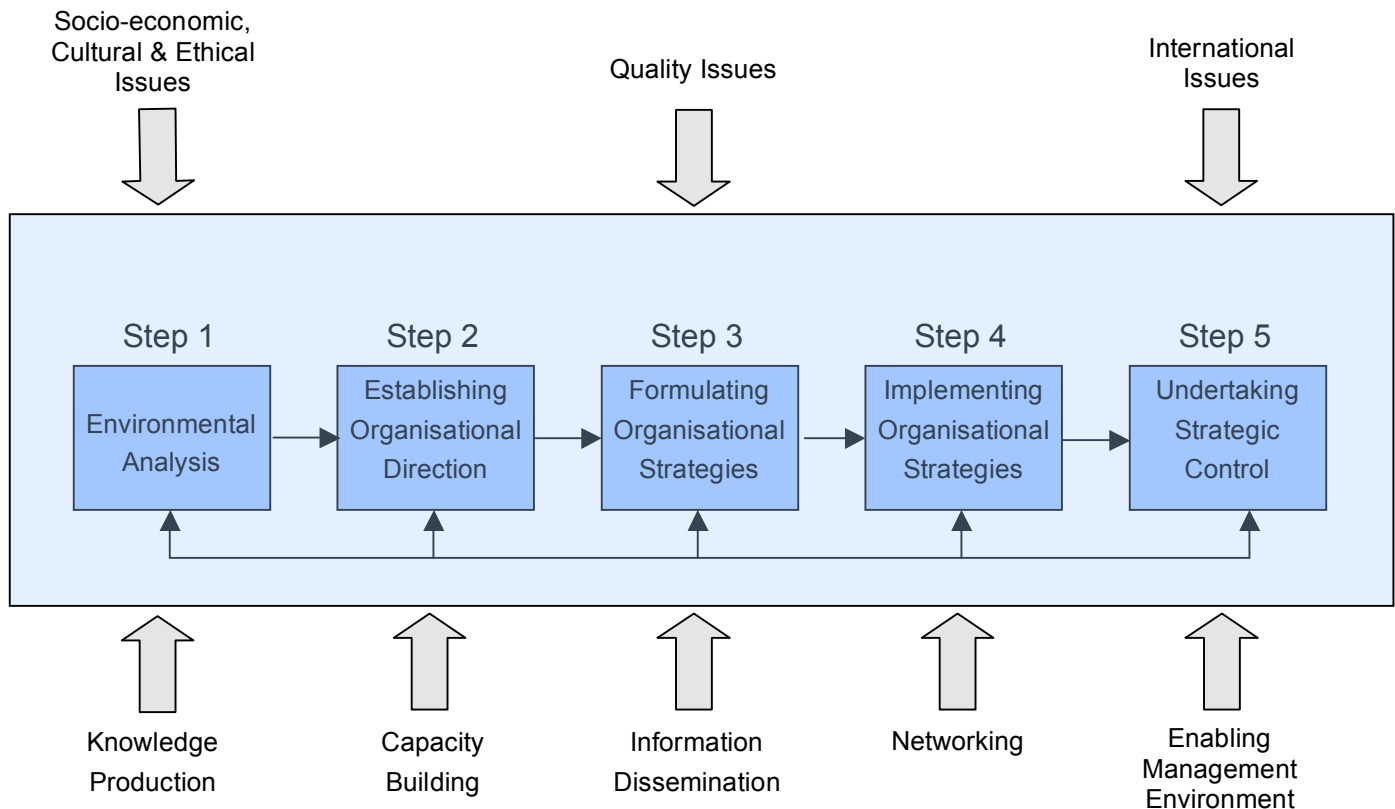 Socio-economic,
Cultural & Ethical
Issues
Quality Issues
International
Issues
Step 1
Environmental
Analysis
Step 2
Establishing
Organisational
Direction
Step 3
Formulating
Organisational
Strategies
Step 4
Implementing
Organisational
Strategies
Step 5
Undertaking
Strategic
Control
Knowledge
Production
Capacity
Building
Information
Dissemination
Networking
Enabling
Management
Environment